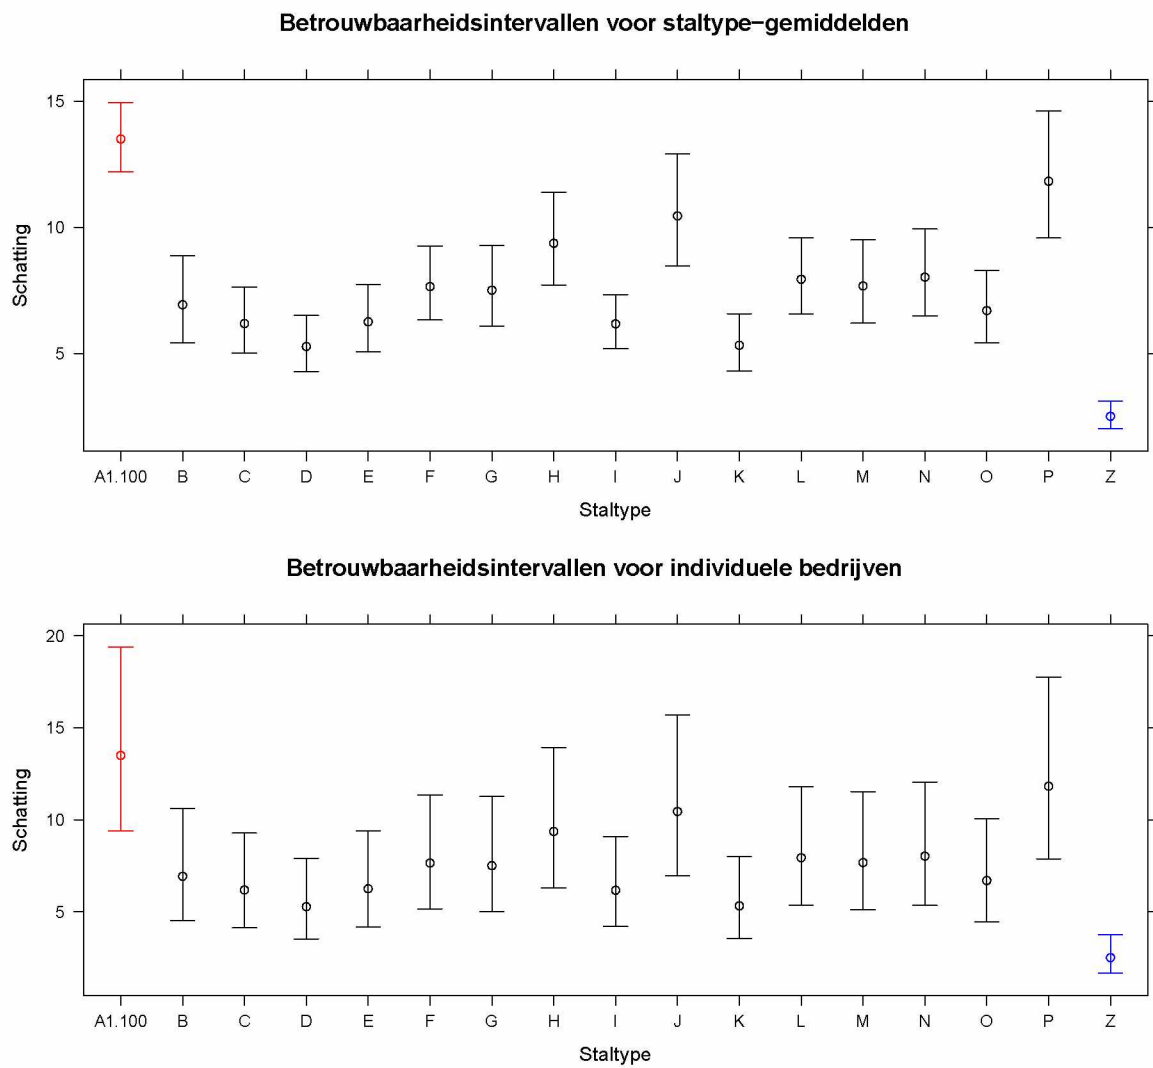 Betrouwbaarheidsintervallen voor staltype−gemiddelden
15
10
5
Schatting
A1.100 B C D E F G H I J K L M N O P Z
Staltype
Betrouwbaarheidsintervallen voor individuele bedrijven
20
15
10
5
Schatting
A1.100 B C D E F G H I J K L M N O P Z
Staltype